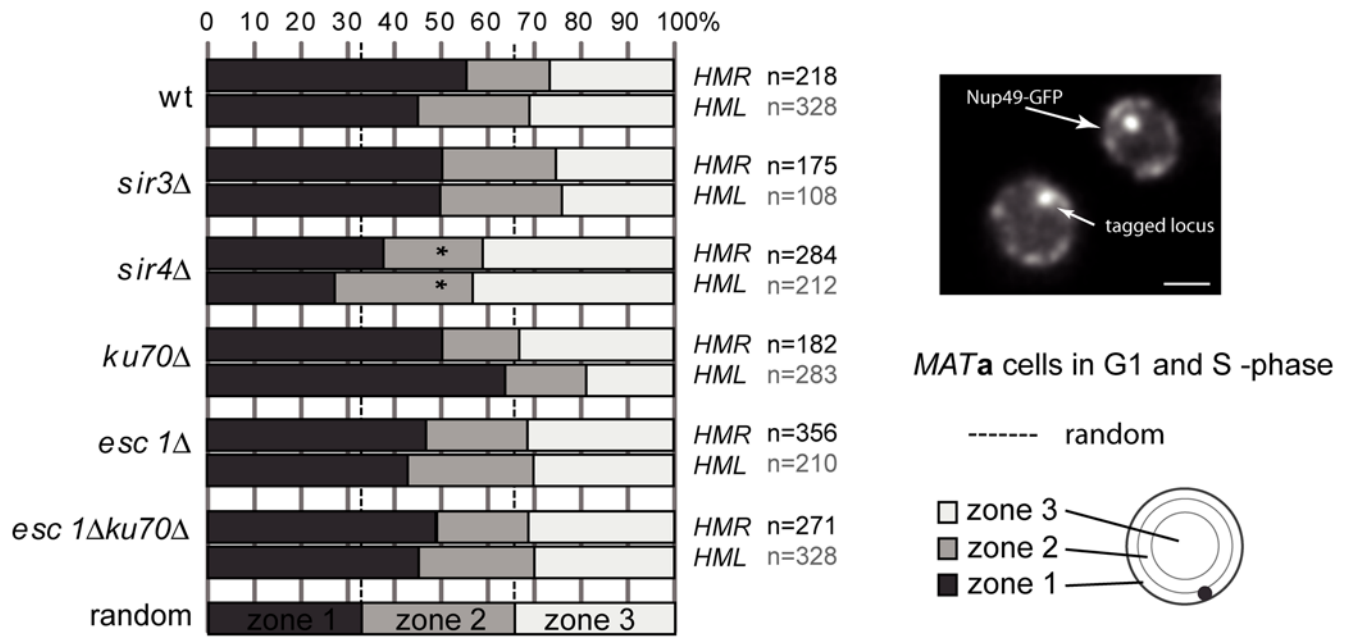 0 10 20 30 40 50 60 70 80 90 100%
wt
HMR n=218
HML n=328
sir3Δ
HMR n=175
HML n=108
sir4Δ
*
HMR n=284
*
HML n=212
ku70Δ
HMR n=182
HML n=283
esc 1Δ
HMR n=356
HML n=210
esc 1Δku70Δ
HMR n=271
HML n=328
random
zone 1 zone 2 zone 3
Nup49-GFP
tagged locus
MATa cells in G1 and S -phase
random
zone 3
zone 2
zone 1